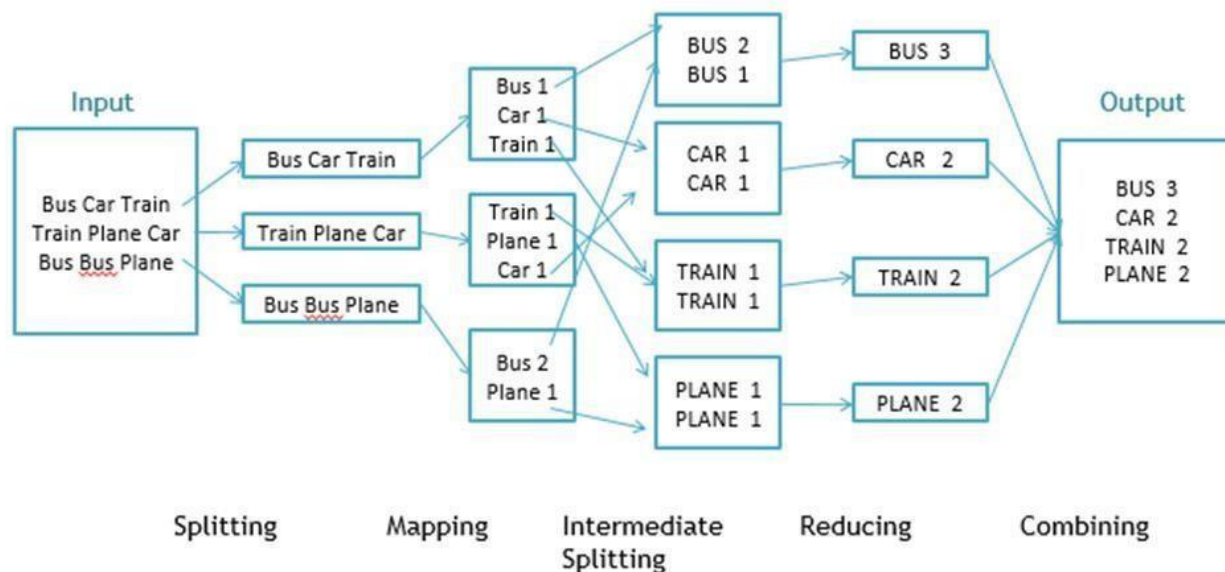 Input
Bus Car Train
Train Plane Car
Bus Bus Plane
Bus Car Train
Train Plane Car
Bus Bus Plane
Bus 1
Car 1
Train 1
Train 1
Plane 1
Car 1
Bus 2
Plane 1
BUS 2
BUS 1
CAR 1
CAR 1
TRAIN 1
TRAIN 1
PLANE 1
PLANE 1
BUS 3
CAR 2
TRAIN 2
PLANE 2
Output
BUS 3
CAR 2
TRAIN 2
PLANE 2
Splitting
Mapping
Intermediate
Splitting
Reducing
Combining